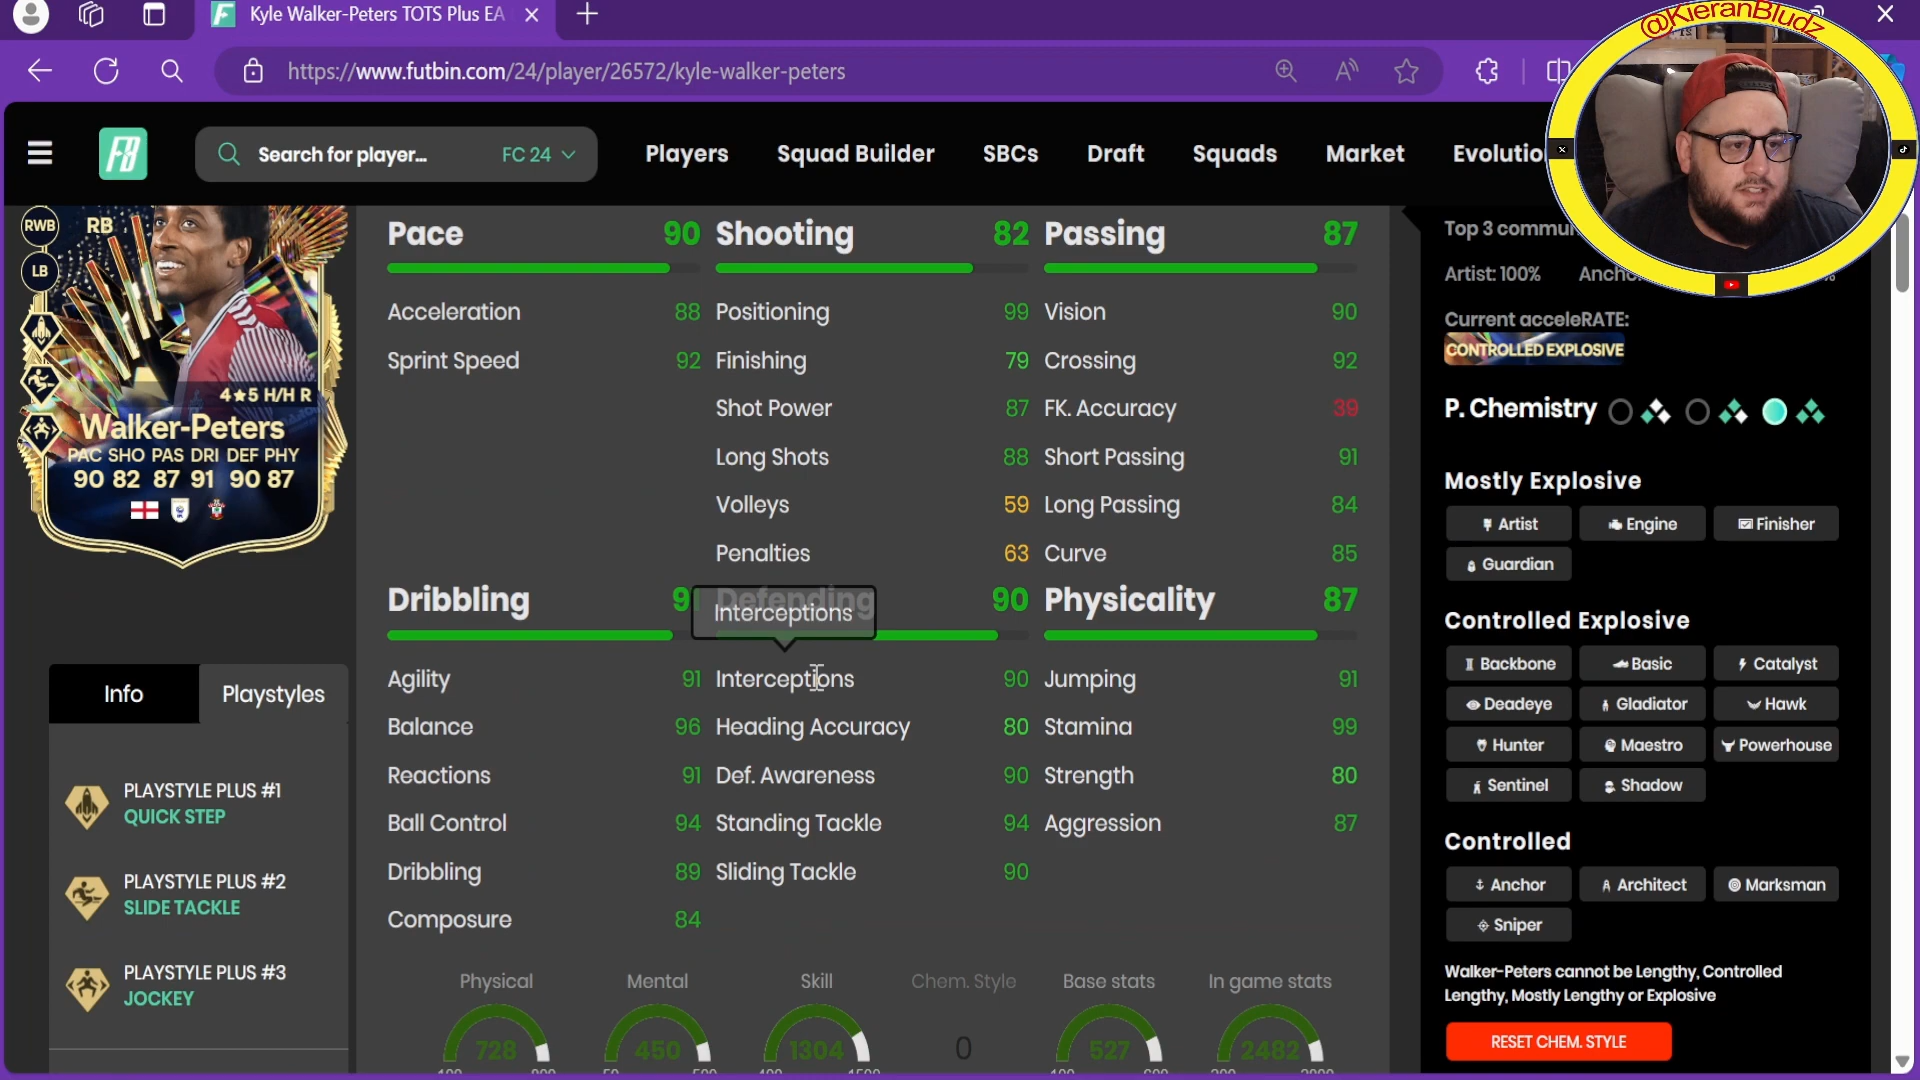 Kyle Walker-Peters TOTS Plus EA
https://www.futbin.com/24/player/26572/kyle-walker-peters
@KieranBludz
Search for player...
FC 24
Players
Squad Builder
SBCs
Draft
Squads
Market
Evolutio
RWB
RB
LB
4★5 H/H R
Walker-Peters
PAC SHO PAS DRI DEF PHY
90 82 87 91 90 87
Info
Playstyles
PLAYSTYLE PLUS #1
QUICK STEP
PLAYSTYLE PLUS #2
SLIDE TACKLE
PLAYSTYLE PLUS #3
JOCKEY
Pace 90
Acceleration 88
Sprint Speed 92
Shooting 82
Positioning 99
Finishing 79
Shot Power 87
Long Shots 88
Volleys 59
Penalties 63
Passing 87
Vision 90
Crossing 92
FK. Accuracy 39
Short Passing 91
Long Passing 84
Curve 85
Dribbling 9
Agility 91
Balance 96
Reactions 91
Ball Control 94
Dribbling 89
Composure 84
Interceptions
Defending 90
Interceptions 90
Heading Accuracy 80
Def. Awareness 90
Standing Tackle 94
Sliding Tackle 90
Physicality 87
Jumping 91
Stamina 99
Strength 80
Aggression 87
Physical
728
Mental
450
Skill
1304
Chem. Style
0
Base stats
527
In game stats
2482
Top 3 commun
Artist: 100%
Ancho
Current acceleRATE:
CONTROLLED EXPLOSIVE
P. Chemistry
Mostly Explosive
Artist
Engine
Finisher
Guardian
Controlled Explosive
Backbone
Basic
Catalyst
Deadeye
Gladiator
Hawk
Hunter
Maestro
Powerhouse
Sentinel
Shadow
Controlled
Anchor
Architect
Marksman
Sniper
Walker-Peters cannot be Lengthy, Controlled
Lengthy, Mostly Lengthy or Explosive
RESET CHEM. STYLE